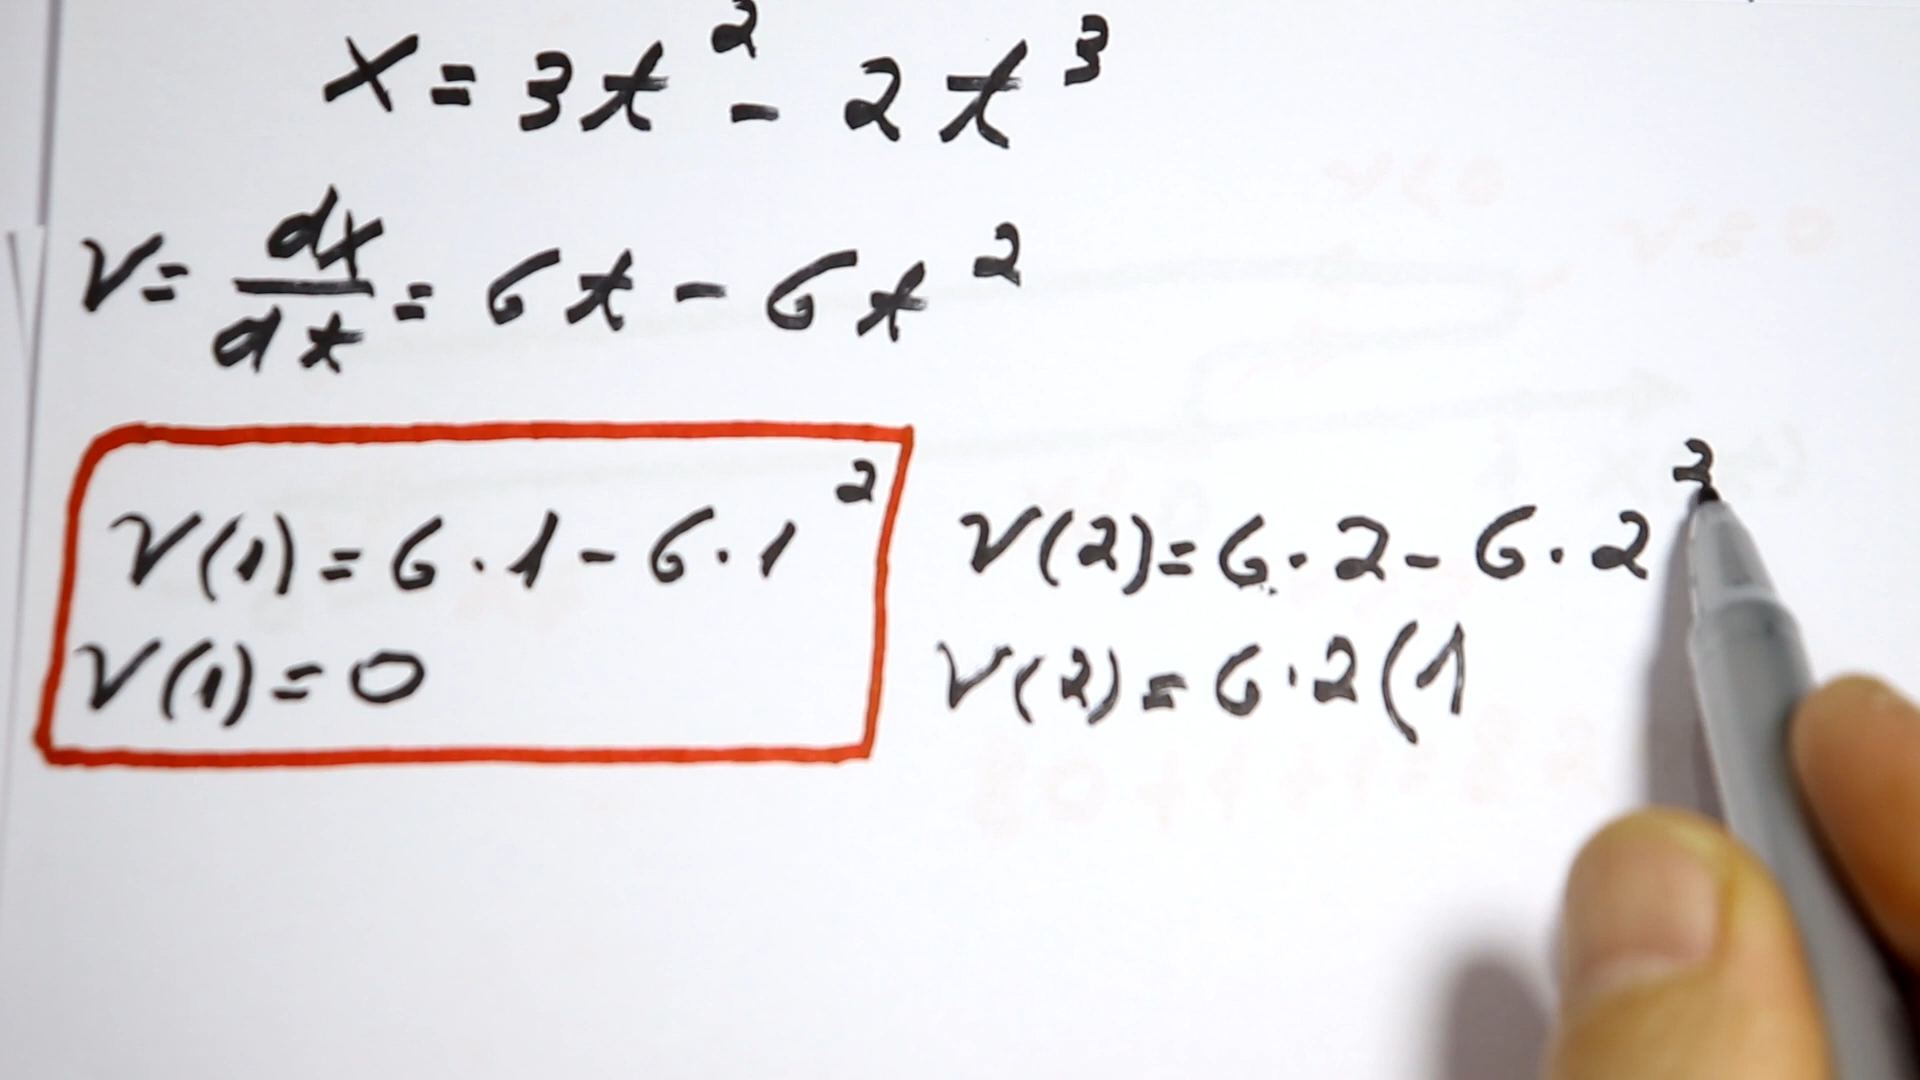 x = 3t² - 2t³
v = dx/dt = 6t - 6t²
v(1) = 6 · 1 - 6 · 1²
v(1) = 0
v(2) = 6 · 2 - 6 · 2²
v(2) = 6 · 2 (1